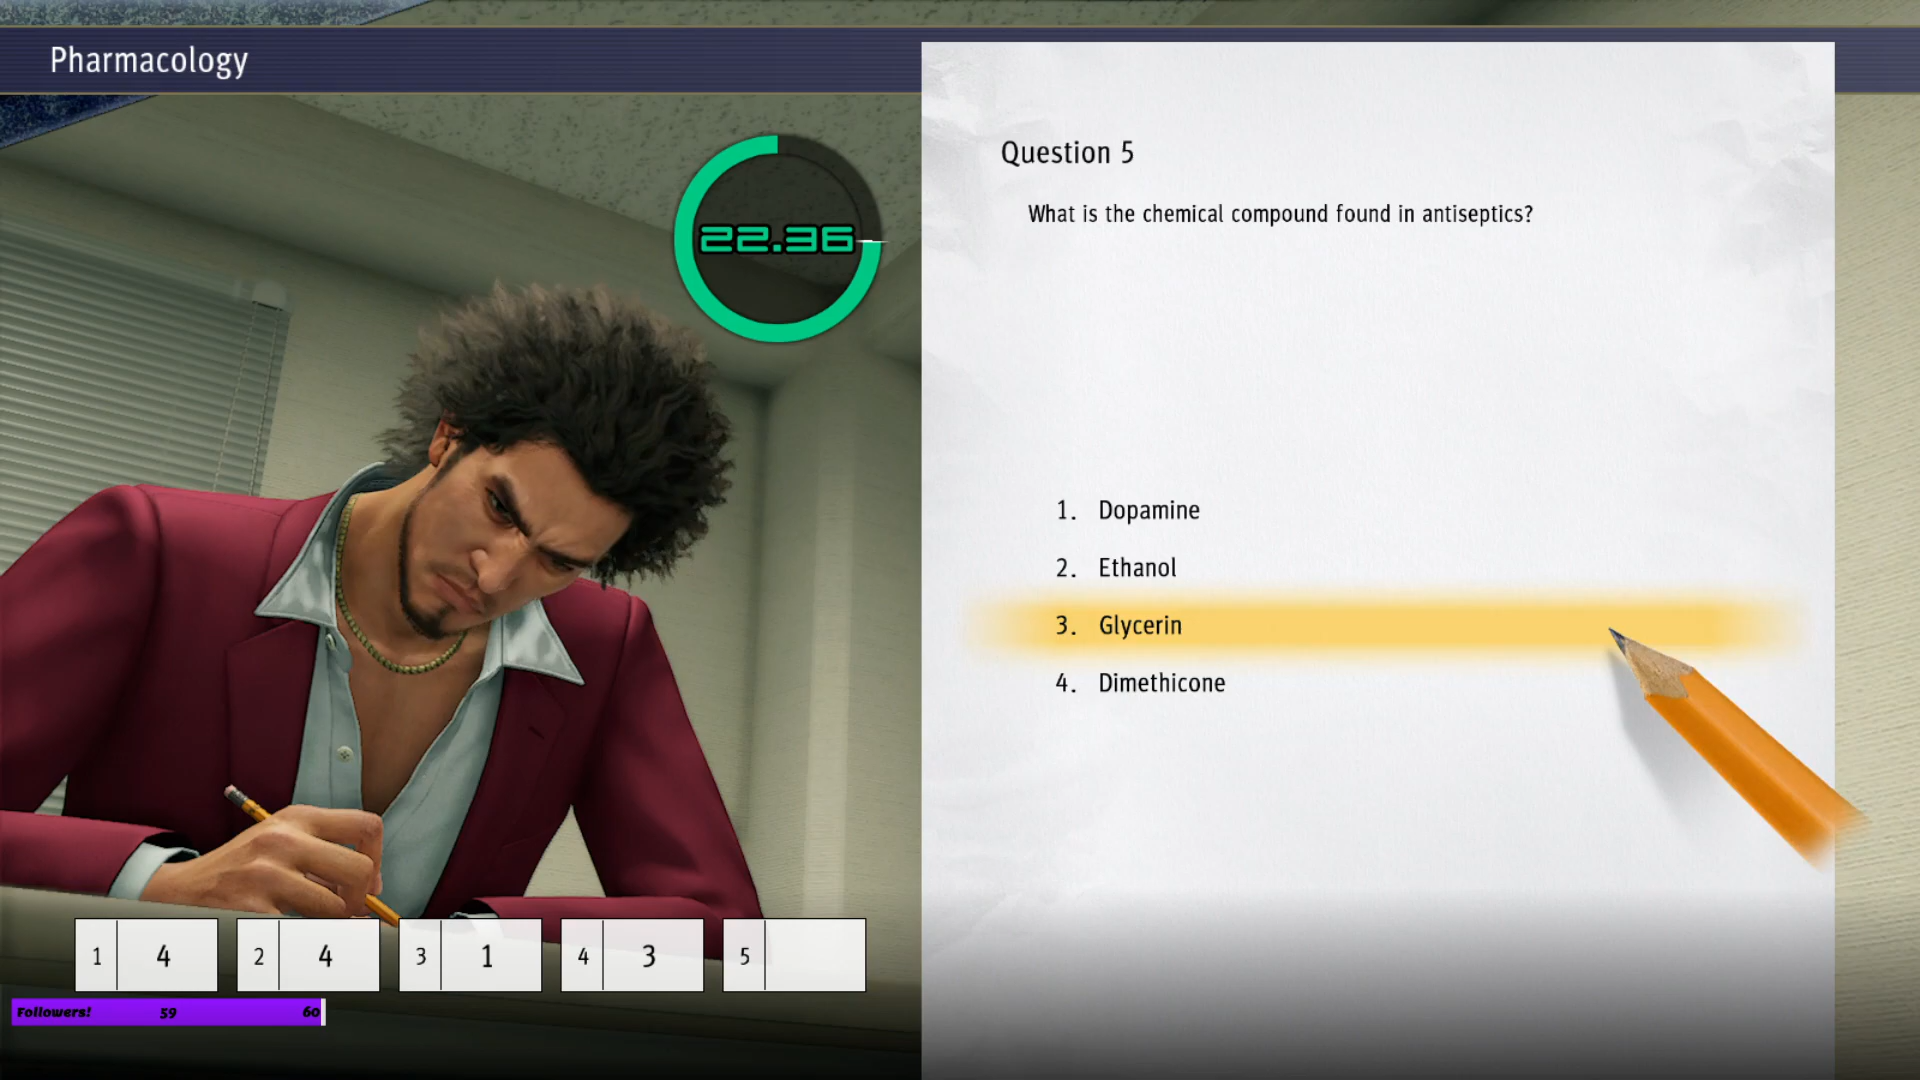 Pharmacology
22.36
Question 5
What is the chemical compound found in antiseptics?
1. Dopamine
2. Ethanol
3. Glycerin
4. Dimethicone
1 4 2 4 3 1 4 3 5
Followers! 59 60